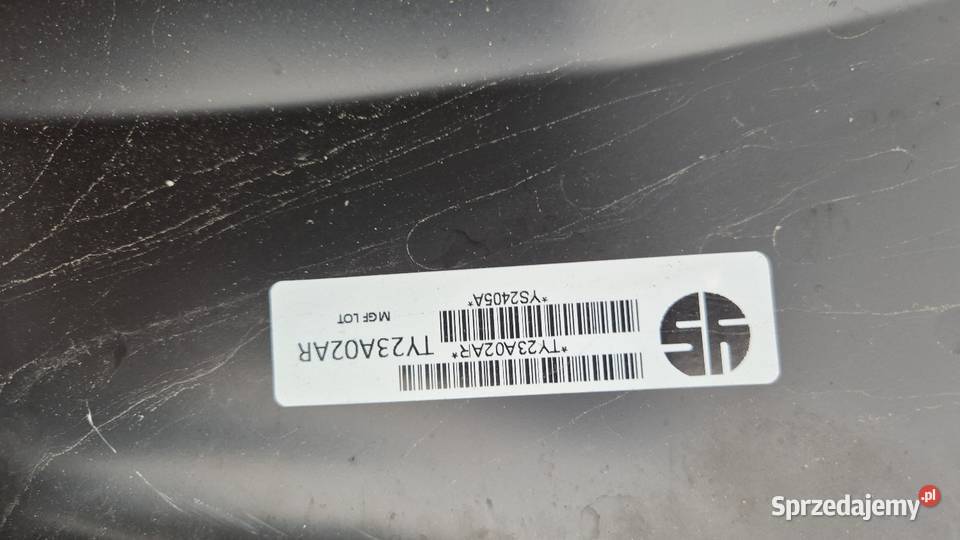 *TY23A02AR*
TY23A02AR
MGF LOT
*YS2405A*
Sprzedajemy.pl